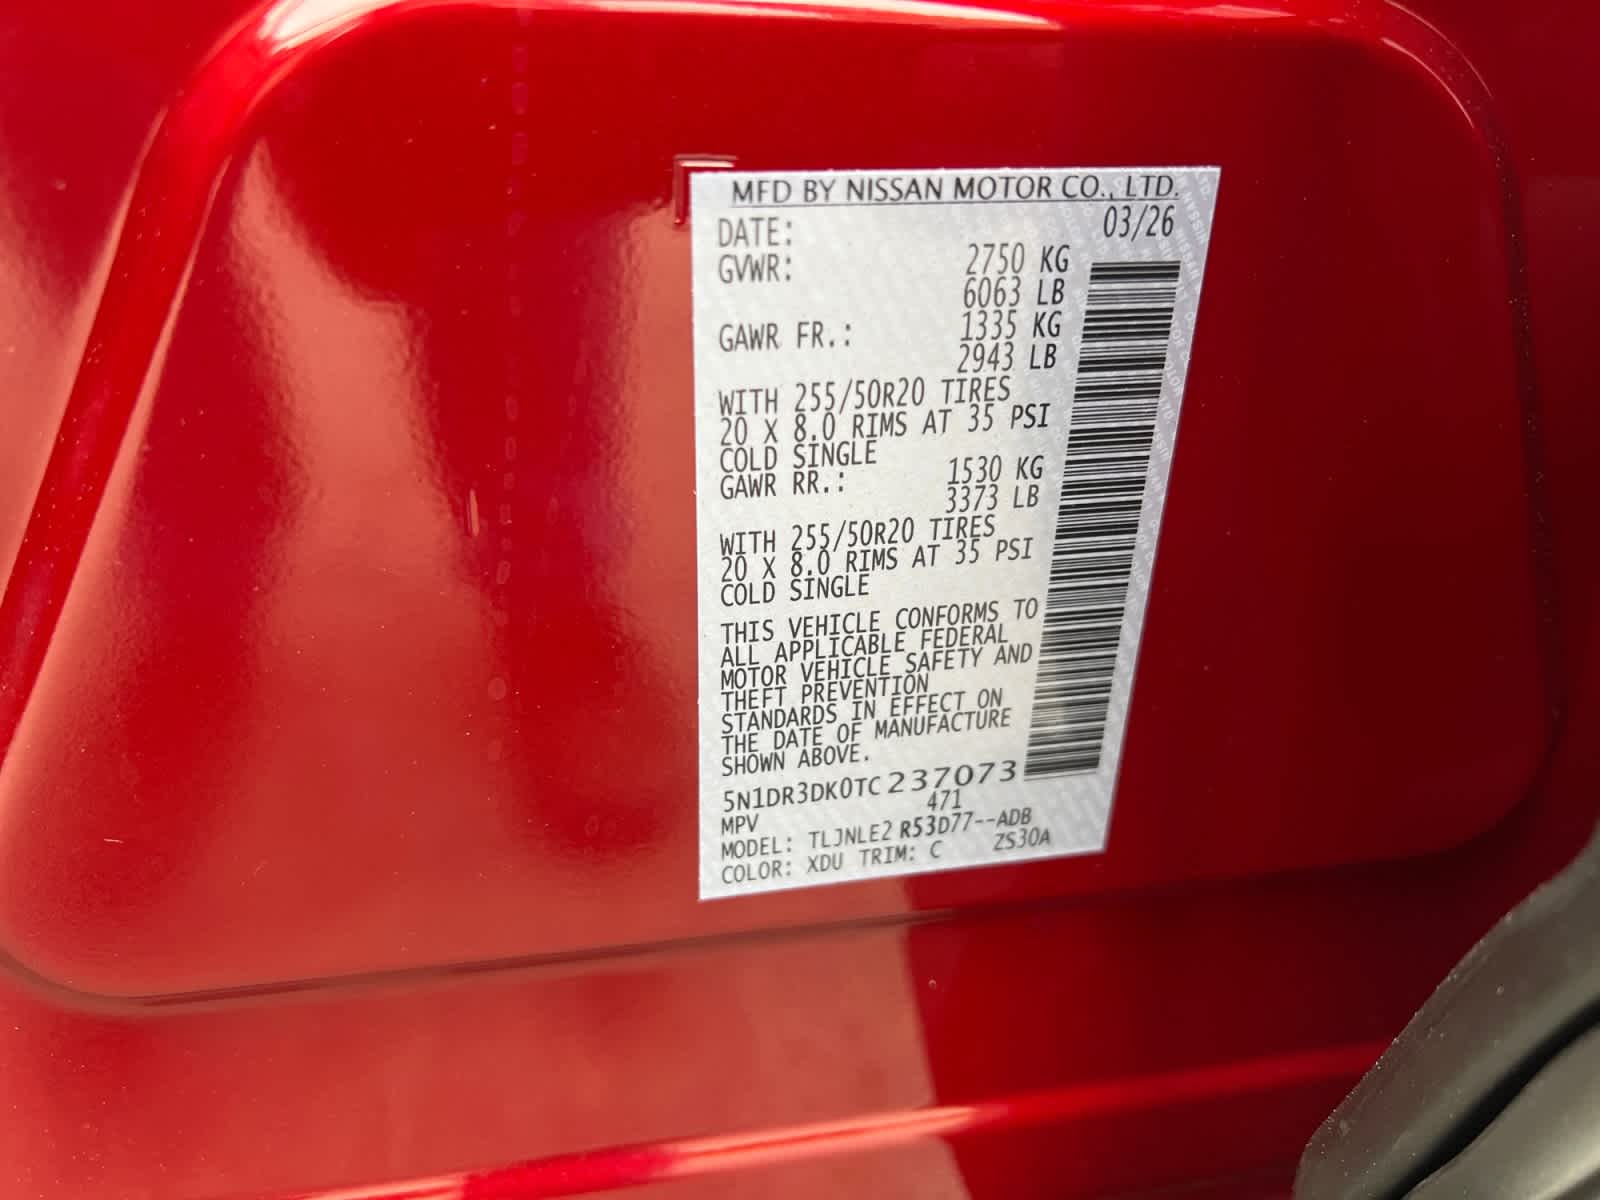 MFD BY NISSAN MOTOR CO., LTD.
DATE: 03/26
GVWR: 2750 KG
6063 LB
GAWR FR.: 1335 KG
2943 LB
WITH 255/50R20 TIRES
20 X 8.0 RIMS AT 35 PSI
COLD SINGLE
GAWR RR.: 1530 KG
3373 LB
WITH 255/50R20 TIRES
20 X 8.0 RIMS AT 35 PSI
COLD SINGLE
THIS VEHICLE CONFORMS TO
ALL APPLICABLE FEDERAL
MOTOR VEHICLE SAFETY AND
THEFT PREVENTION
STANDARDS IN EFFECT ON
THE DATE OF MANUFACTURE
SHOWN ABOVE.
5N1DR3DK0TC237073
MPV 471
MODEL: TLJNLE2 R53D77--ADB
COLOR: XDU TRIM: C ZS30A